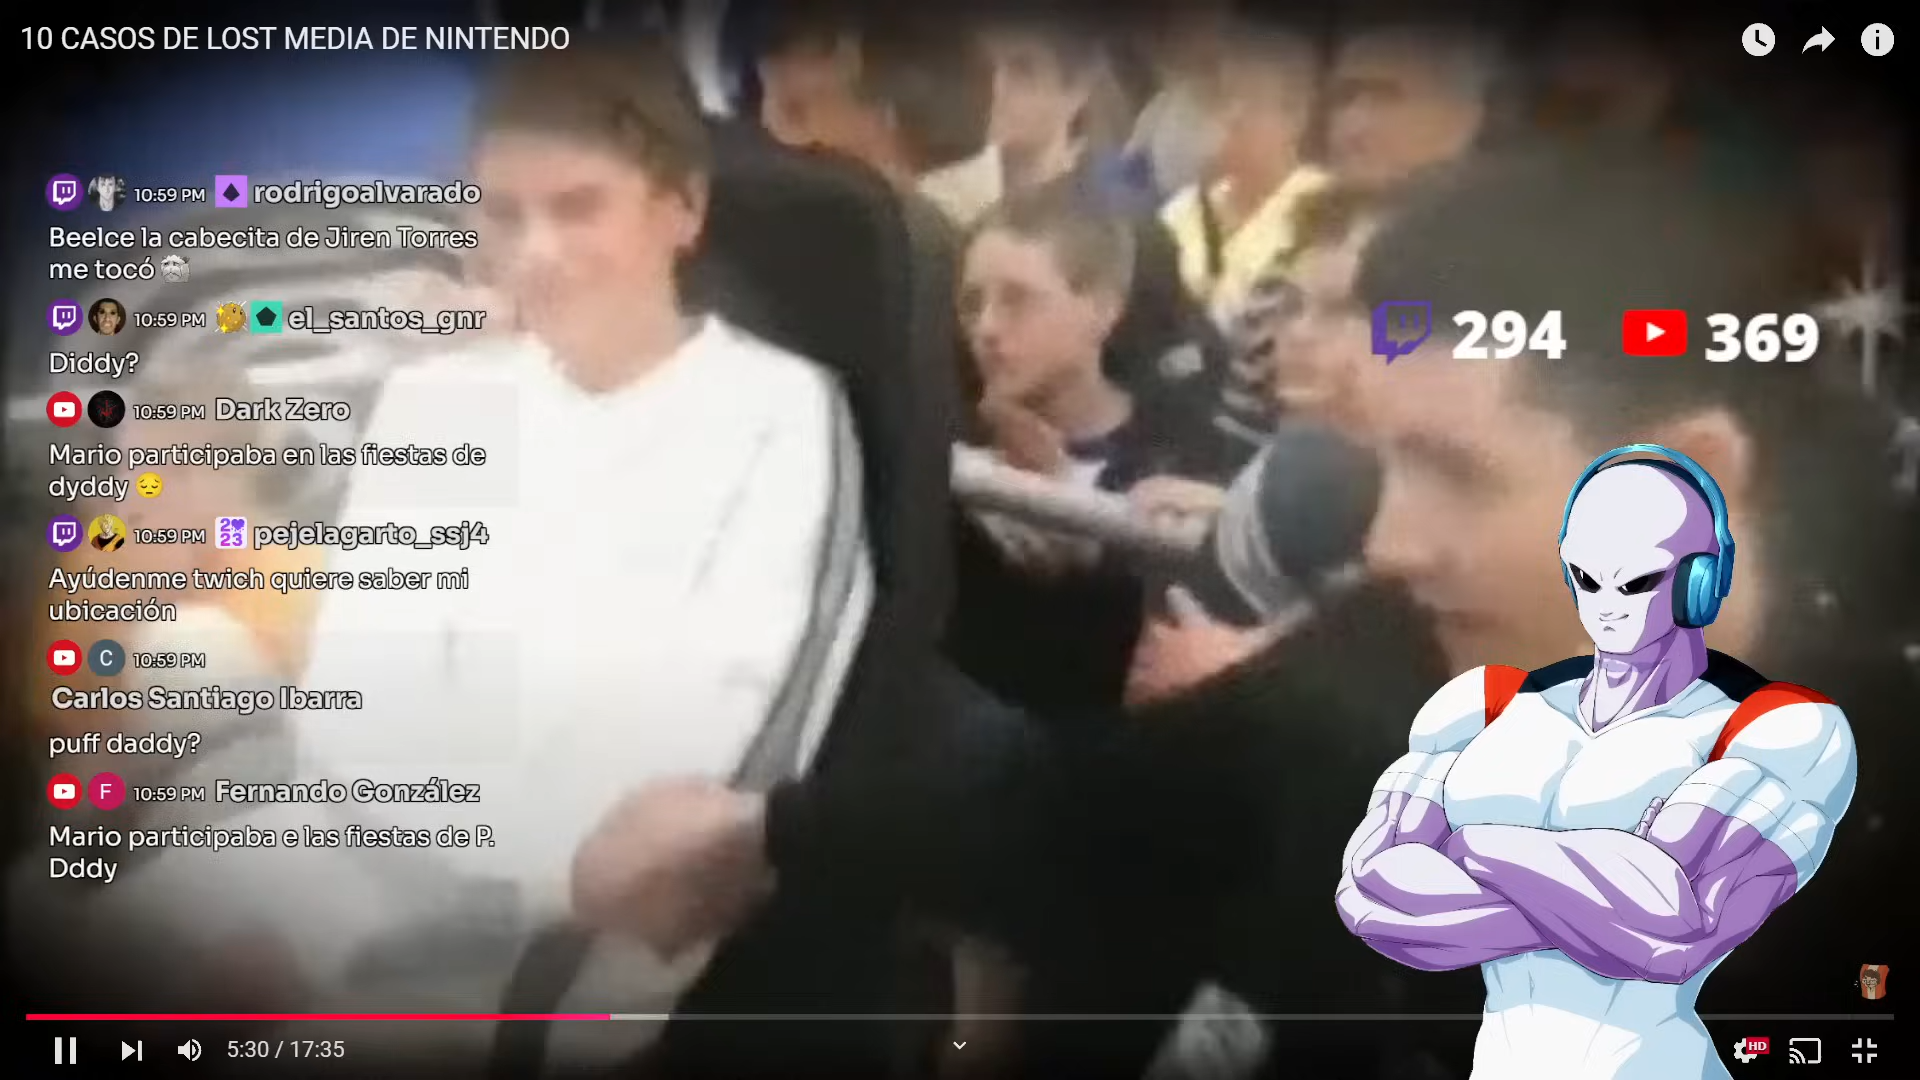 10 CASOS DE LOST MEDIA DE NINTENDO
10:59 PM rodrigoalvarado
Beelce la cabecita de Jiren Torres
me tocó
10:59 PM el_santos_gnr
Diddy?
10:59 PM Dark Zero
Mario participaba en las fiestas de
dyddy 😔
10:59 PM 2023 pejelagarto_ssj4
Ayúdenme twich quiere saber mi
ubicación
C 10:59 PM
Carlos Santiago Ibarra
puff daddy?
F 10:59 PM Fernando González
Mario participaba e las fiestas de P.
Dddy
294 369
5:30 / 17:35
HD